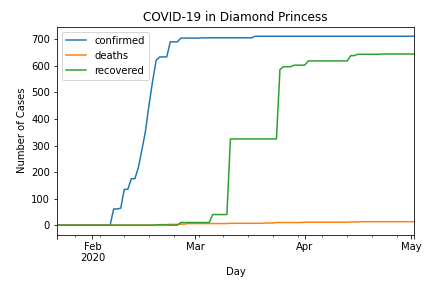 COVID-19 in Diamond Princess
confirmed
deaths
recovered
Number of Cases
700
600
500
400
300
200
100
0
Feb
2020
Mar
Apr
May
Day